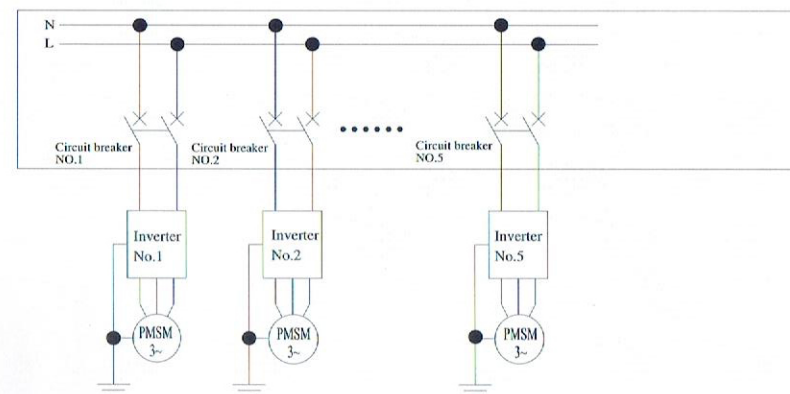 N
L
Circuit breaker
NO.1
Circuit breaker
NO.2
Circuit breaker
NO.5
Inverter
No.1
Inverter
No.2
Inverter
No.5
PMSM
3~
PMSM
3~
PMSM
3~